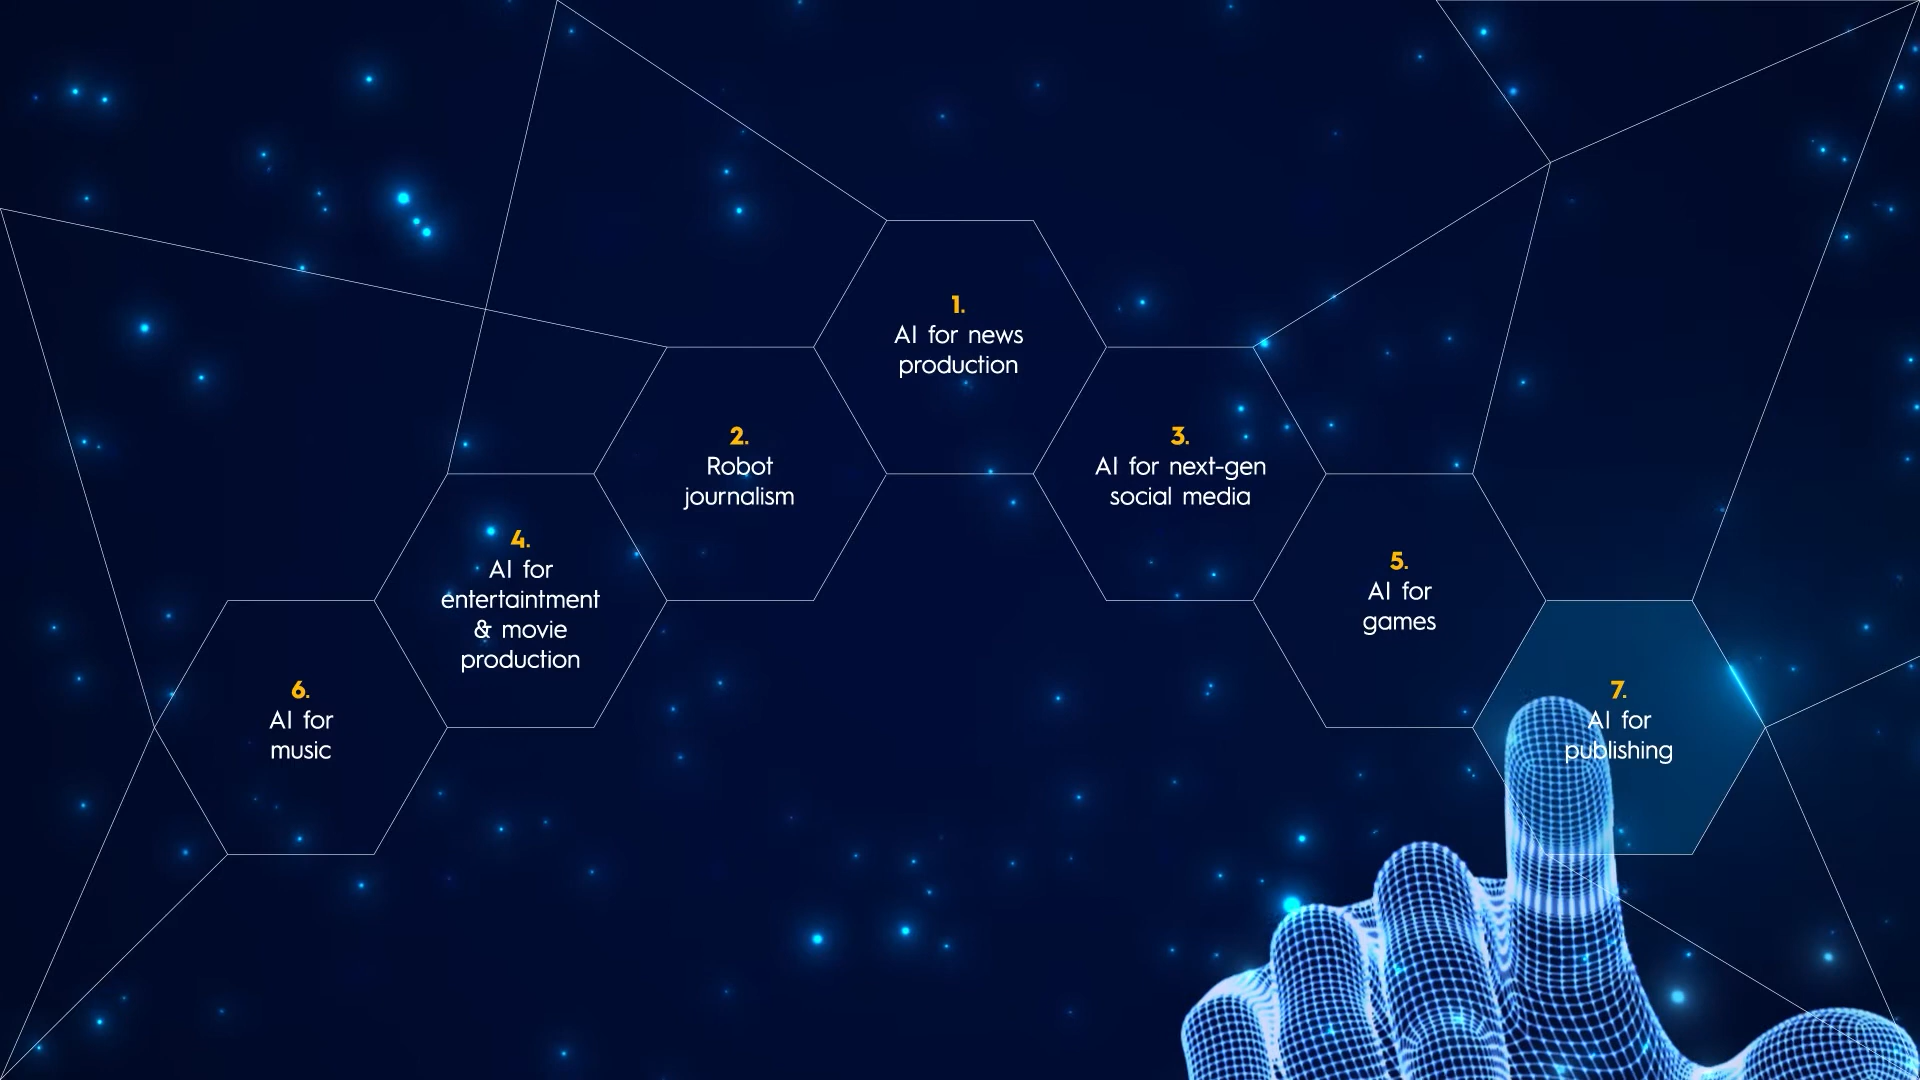 1.
AI for news
production
2.
Robot
journalism
3.
AI for next-gen
social media
4.
AI for
entertaintment
& movie
production
5.
AI for
games
6.
AI for
music
7.
AI for
publishing